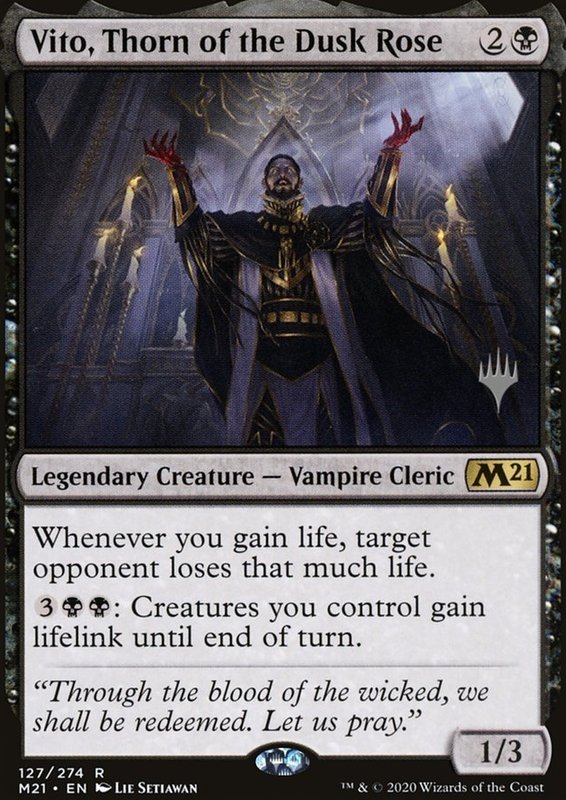 Vito, Thorn of the Dusk Rose 2
Legendary Creature — Vampire Cleric M21
Whenever you gain life, target
opponent loses that much life.
3: Creatures you control gain
lifelink until end of turn.
“Through the blood of the wicked, we
shall be redeemed. Let us pray.”
1/3
127/274 R
M21 • EN Lie Setiawan
™ & © 2020 Wizards of the Coast